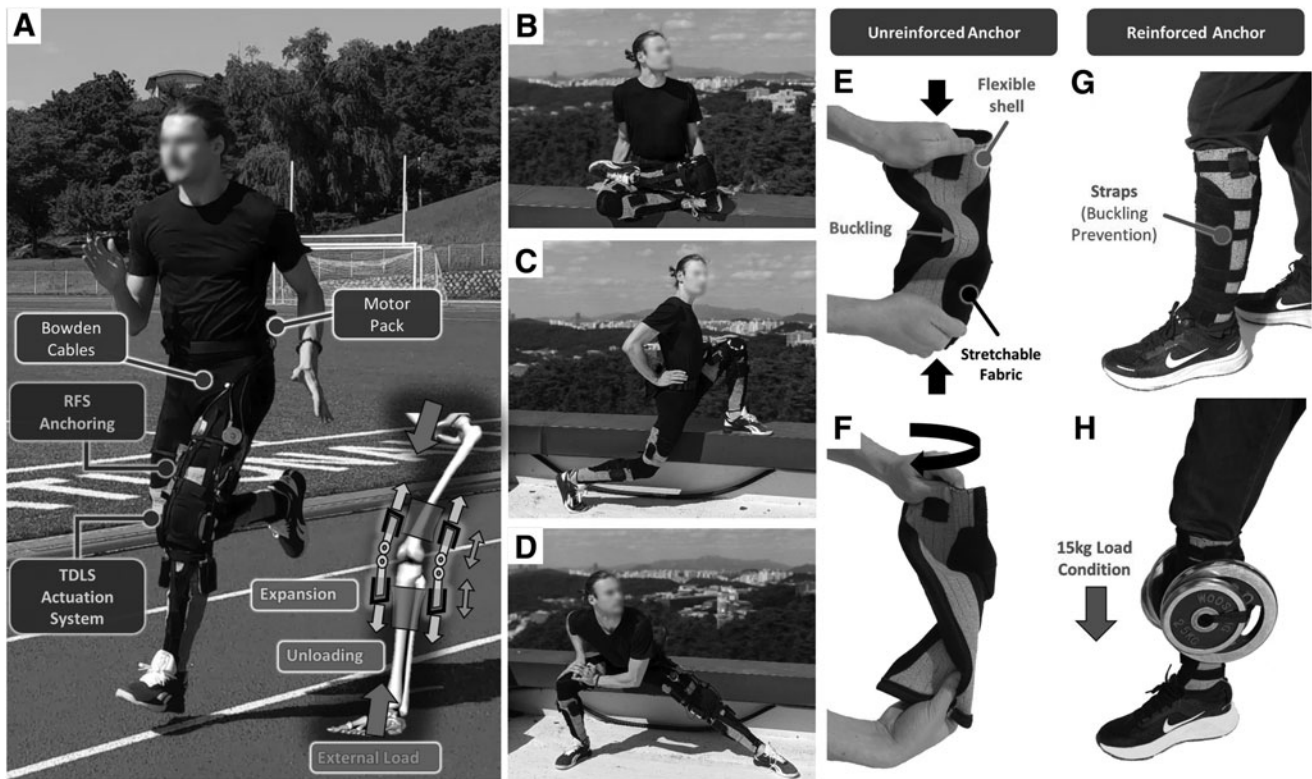 A
Motor
Pack
Bowden
Cables
RFS
Anchoring
TDLS
Actuation
System
Expansion
Unloading
External Load
B
C
D
Unreinforced Anchor
E
Flexible
shell
Buckling
Stretchable
Fabric
F
Reinforced Anchor
G
Straps
(Buckling
Prevention)
H
15kg Load
Condition